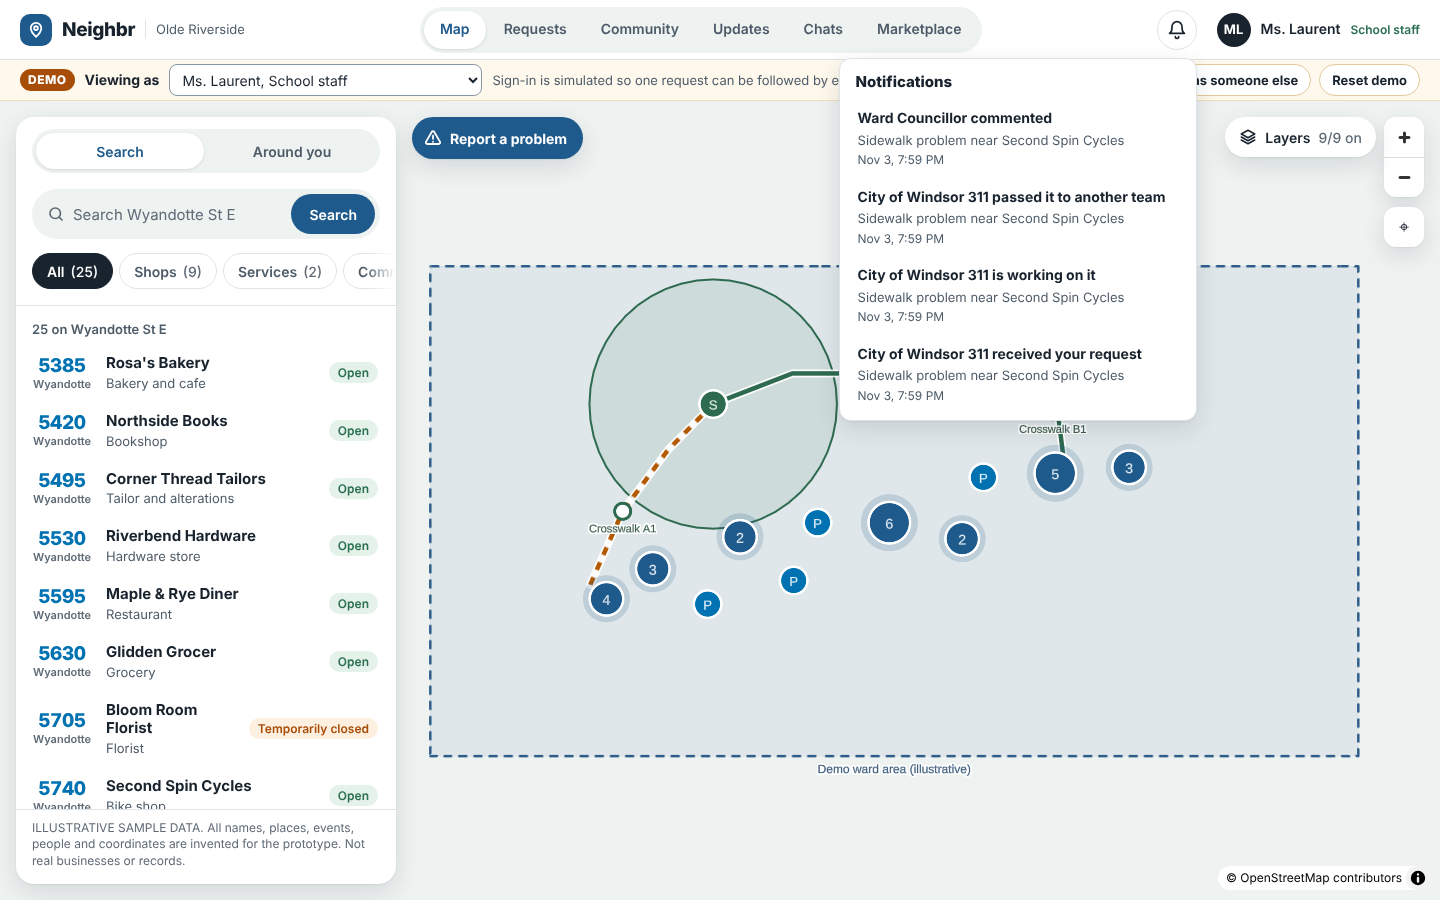 Neighbr
Olde Riverside
Map
Requests
Community
Updates
Chats
Marketplace
ML
Ms. Laurent
School staff
DEMO
Viewing as
Ms. Laurent, School staff
Sign-in is simulated so one request can be followed by e
as someone else
Reset demo
Search
Around you
Search Wyandotte St E
Search
All (25)
Shops (9)
Services (2)
25 on Wyandotte St E
5385
Wyandotte
Rosa's Bakery
Bakery and cafe
Open
5420
Wyandotte
Northside Books
Bookshop
Open
5495
Wyandotte
Corner Thread Tailors
Tailor and alterations
Open
5530
Wyandotte
Riverbend Hardware
Hardware store
Open
5595
Wyandotte
Maple & Rye Diner
Restaurant
Open
5630
Wyandotte
Glidden Grocer
Grocery
Open
5705
Wyandotte
Bloom Room
Florist
Florist
Temporarily closed
5740
Wyandotte
Second Spin Cycles
Bike shop
Open
ILLUSTRATIVE SAMPLE DATA. All names, places, events,
people and coordinates are invented for the prototype. Not
real businesses or records.
Report a problem
Notifications
Ward Councillor commented
Sidewalk problem near Second Spin Cycles
Nov 3, 7:59 PM
City of Windsor 311 passed it to another team
Sidewalk problem near Second Spin Cycles
Nov 3, 7:59 PM
City of Windsor 311 is working on it
Sidewalk problem near Second Spin Cycles
Nov 3, 7:59 PM
City of Windsor 311 received your request
Sidewalk problem near Second Spin Cycles
Nov 3, 7:59 PM
Layers 9/9 on
+
−
S
Crosswalk A1
Crosswalk B1
5
3
P
6
2
P
2
P
3
4
P
Demo ward area (illustrative)
© OpenStreetMap contributors